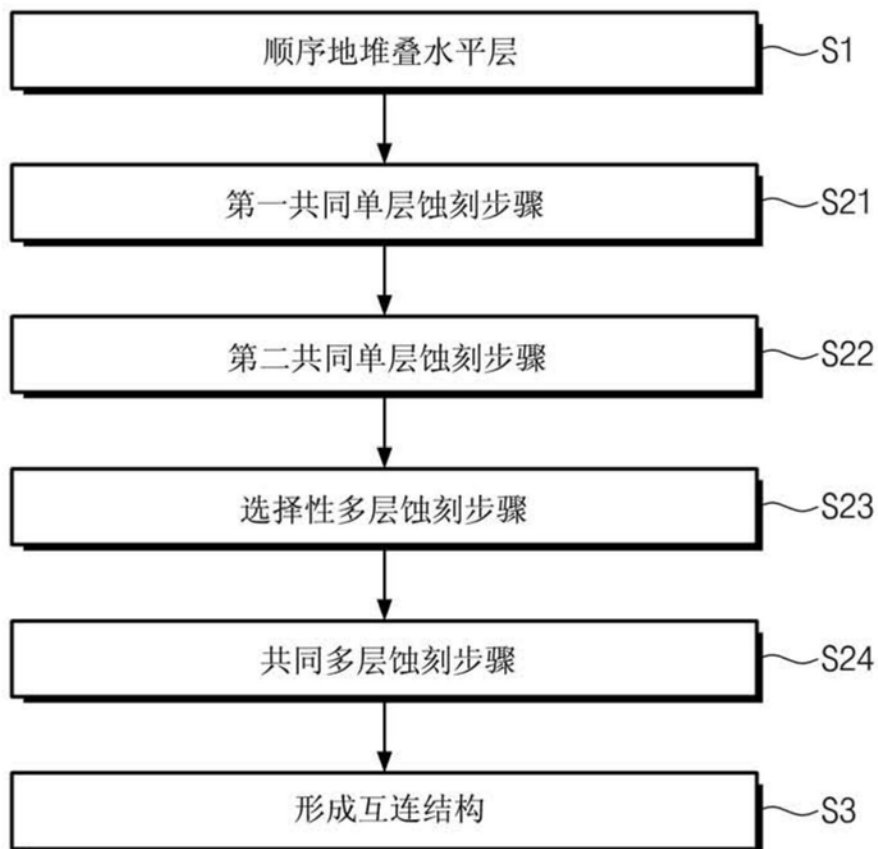 顺序地堆叠水平层 S1
第一共同单层蚀刻步骤 S21
第二共同单层蚀刻步骤 S22
选择性多层蚀刻步骤 S23
共同多层蚀刻步骤 S24
形成互连结构 S3